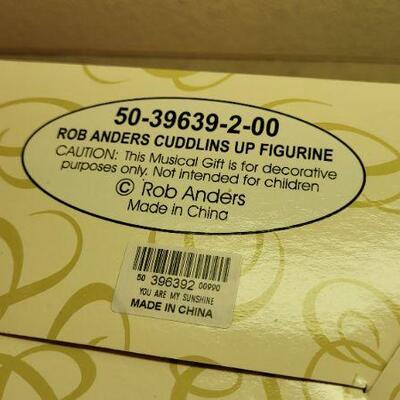 50-39639-2-00
ROB ANDERS CUDDLINS UP FIGURINE
CAUTION: This Musical Gift is for decorative
purposes only. Not intended for children
© Rob Anders
Made in China
50 396392 00990
YOU ARE MY SUNSHINE
MADE IN CHINA